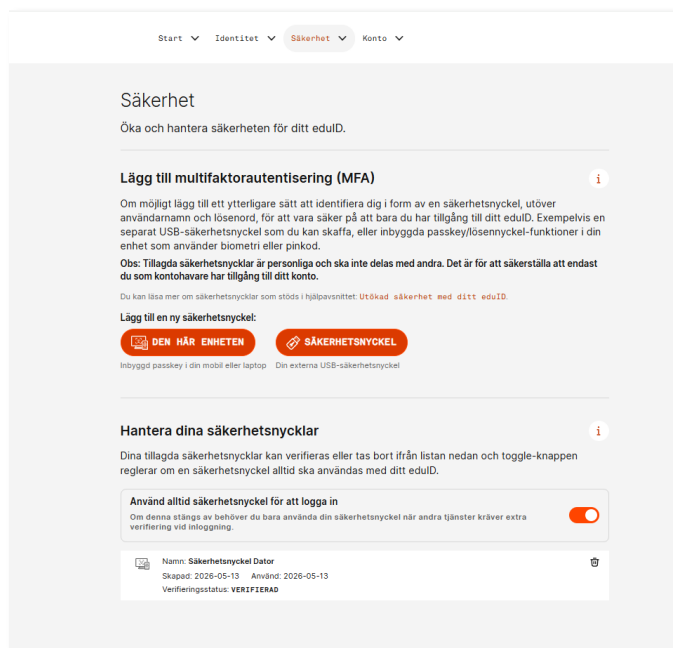 Start Identitet Säkerhet Konto
Säkerhet
Öka och hantera säkerheten för ditt eduID.
Lägg till multifaktorautentisering (MFA)
i
Om möjligt lägg till ett ytterligare sätt att identifiera dig i form av en säkerhetsnyckel, utöver
användarnamn och lösenord, för att vara säker på att bara du har tillgång till ditt eduID. Exempelvis en
separat USB-säkerhetsnyckel som du kan skaffa, eller inbyggda passkey/lösennyckel-funktioner i din
enhet som använder biometri eller pinkod.
Obs: Tillagda säkerhetsnycklar är personliga och ska inte delas med andra. Det är för att säkerställa att endast
du som kontohavare har tillgång till ditt konto.
Du kan läsa mer om säkerhetsnycklar som stöds i hjälpavsnittet: Utökad säkerhet med ditt eduID.
Lägg till en ny säkerhetsnyckel:
DEN HÄR ENHETEN SÄKERHETSNYCKEL
Inbyggd passkey i din mobil eller laptop Din externa USB-säkerhetsnyckel
Hantera dina säkerhetsnycklar
i
Dina tillagda säkerhetsnycklar kan verifieras eller tas bort ifrån listan nedan och toggle-knappen
reglerar om en säkerhetsnyckel alltid ska användas med ditt eduID.
Använd alltid säkerhetsnyckel för att logga in
Om denna stängs av behöver du bara använda din säkerhetsnyckel när andra tjänster kräver extra
verifiering vid inloggning.
Namn: Säkerhetsnyckel Dator
Skapad: 2026-05-13 Använd: 2026-05-13
Verifieringsstatus: VERIFIERAD